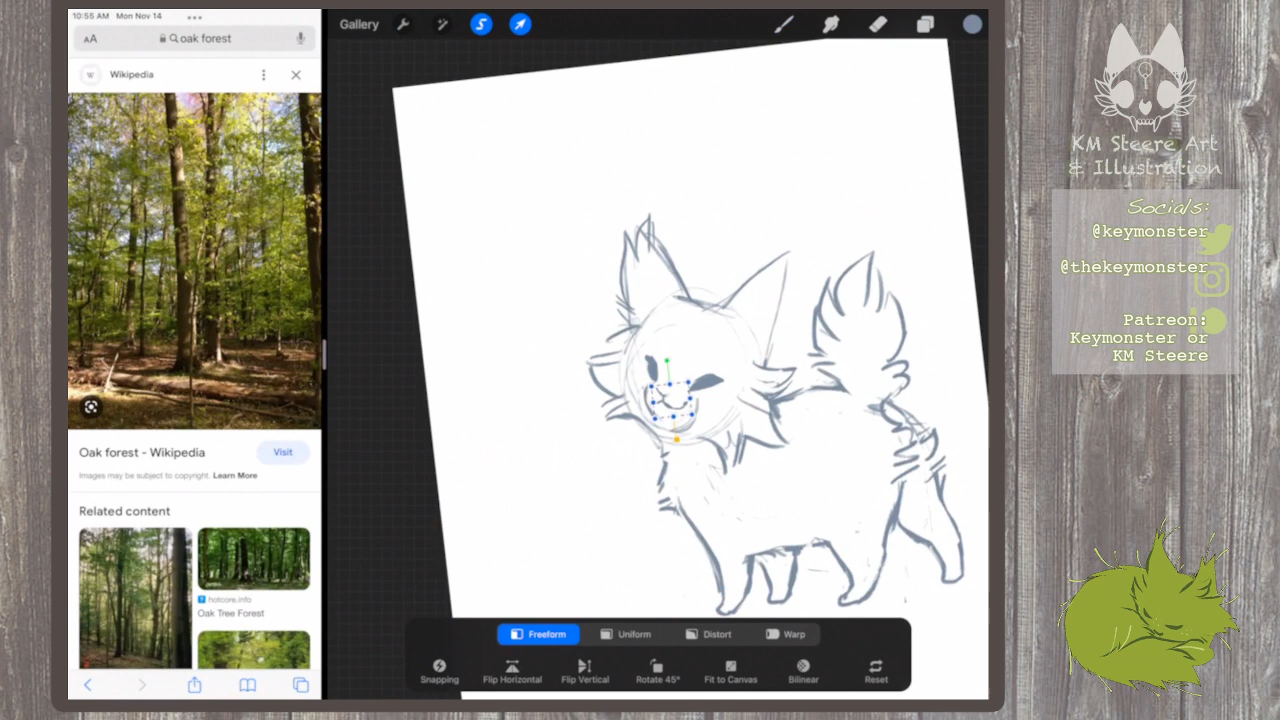 10:55 AM Mon Nov 14
AA oak forest
W Wikipedia
Oak forest - Wikipedia
Visit
Images may be subject to copyright. Learn More
Related content
hotcore.info
Oak Tree Forest
Gallery
Freeform Uniform Distort Warp
Snapping Flip Horizontal Flip Vertical Rotate 45° Fit to Canvas Bilinear Reset
KM Steere Art
& Illustration
Socials:
@keymonster
@thekeymonster
Patreon:
Keymonster or
KM Steere